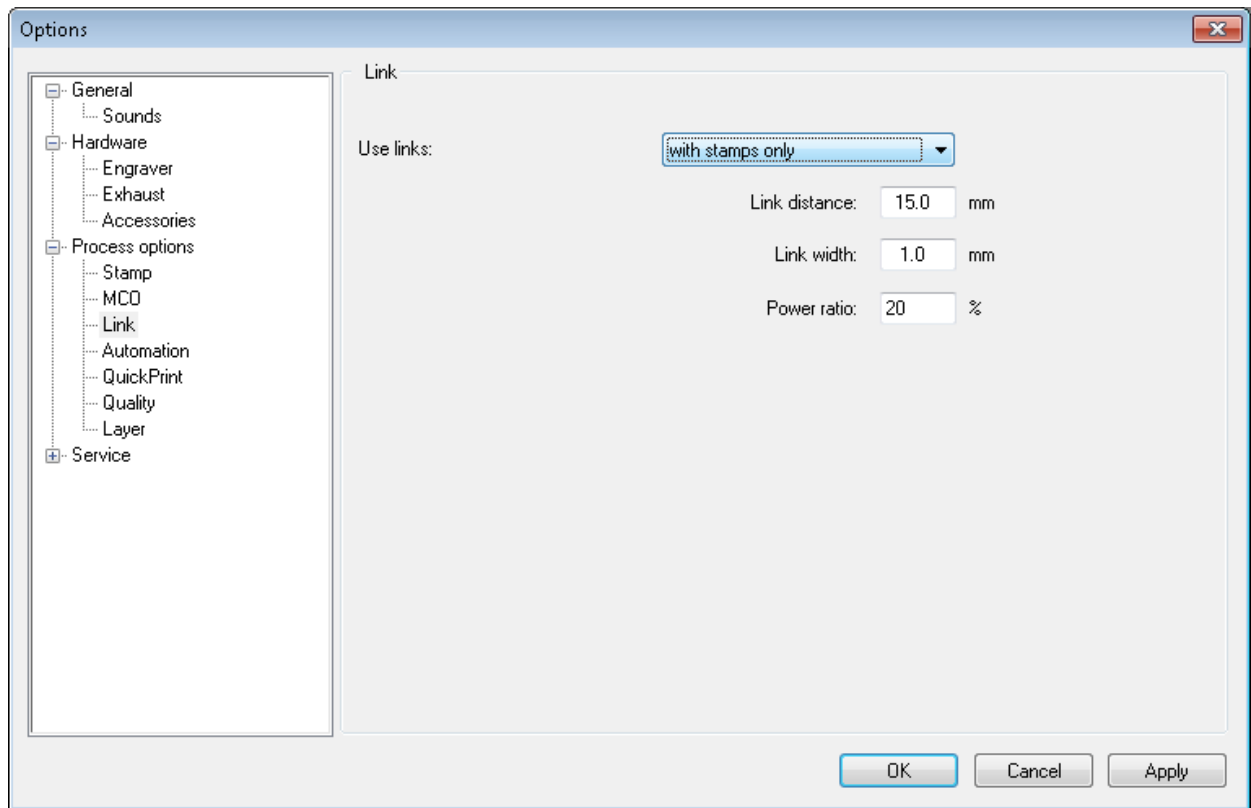 Options
General
Sounds
Hardware
Engraver
Exhaust
Accessories
Process options
Stamp
MCO
Link
Automation
QuickPrint
Quality
Layer
Service
Link
Use links: with stamps only
Link distance: 15.0 mm
Link width: 1.0 mm
Power ratio: 20 %
OK Cancel Apply